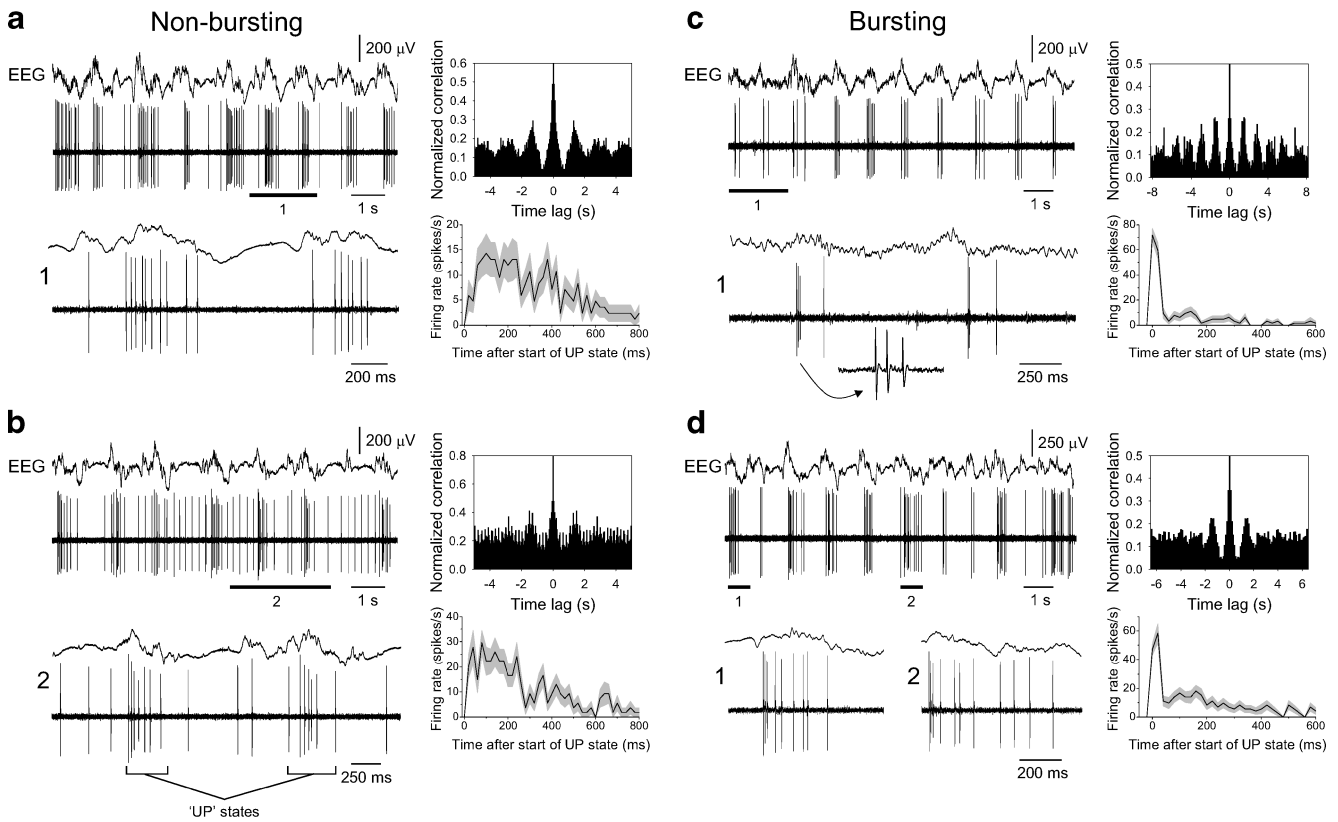 a
Non-bursting
200 µV
EEG
1
1 s
Normalized correlation
0.6
0.5
0.4
0.3
0.2
0.1
0.0
-4 -2 0 2 4
Time lag (s)
1
200 ms
Firing rate (spikes/s)
20
15
10
5
0
0 200 400 600 800
Time after start of UP state (ms)
b
200 µV
EEG
2
1 s
Normalized correlation
0.8
0.6
0.4
0.2
0.0
-4 -2 0 2 4
Time lag (s)
2
250 ms
'UP' states
Firing rate (spikes/s)
40
30
20
10
0
0 200 400 600 800
Time after start of UP state (ms)
c
Bursting
200 µV
EEG
1
1 s
Normalized correlation
0.5
0.4
0.3
0.2
0.1
0.0
-8 -4 0 4 8
Time lag (s)
1
250 ms
Firing rate (spikes/s)
80
60
40
20
0
0 200 400 600
Time after start of UP state (ms)
d
250 µV
EEG
1
2
1 s
Normalized correlation
0.5
0.4
0.3
0.2
0.1
0.0
-6 -4 -2 0 2 4 6
Time lag (s)
1
2
200 ms
Firing rate (spikes/s)
60
40
20
0
0 200 400 600
Time after start of UP state (ms)